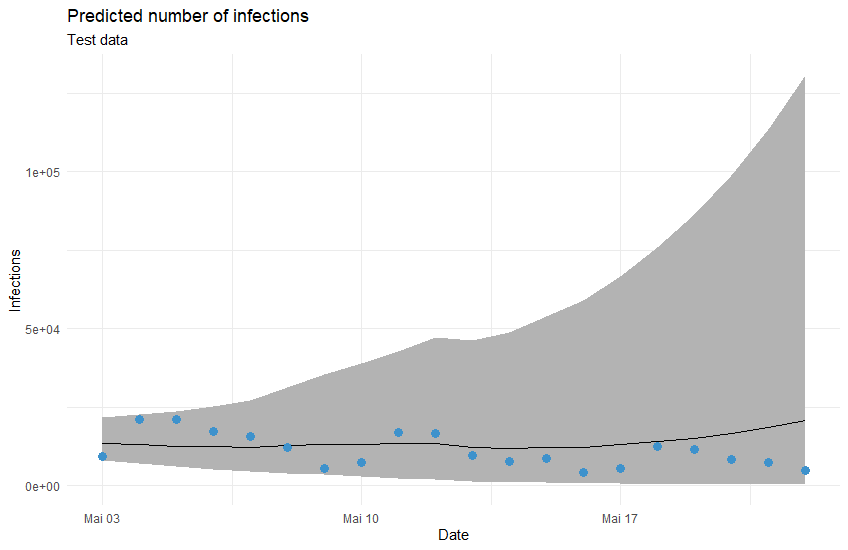 Predicted number of infections
Test data
1e+05
5e+04
0e+00
Infections
Mai 03
Mai 10
Mai 17
Date